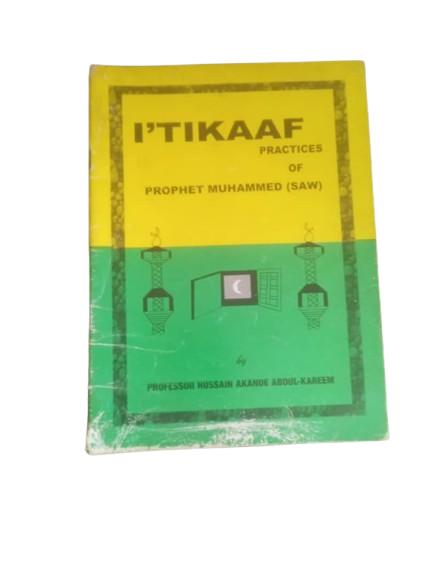 I'TIKAAF
PRACTICES
OF
PROPHET MUHAMMED (SAW)
by
PROFESSOR HUSSAIN AKANDE ABDUL-KAREEM